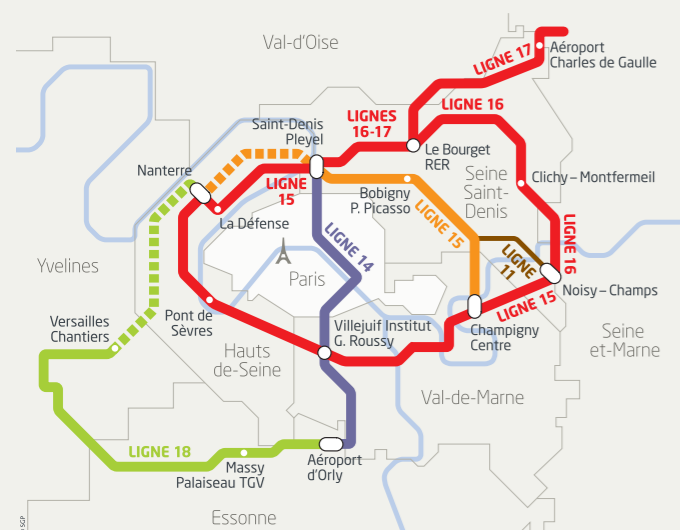 Val-d'Oise
LIGNE 17
Aéroport
Charles de Gaulle
LIGNES
16-17
LIGNE 16
Saint-Denis
Pleyel
Le Bourget
RER
Nanterre
LIGNE
15
Seine
Saint-
Denis
Clichy – Montfermeil
La Défense
Bobigny
P. Picasso
LIGNE 15
LIGNE 14
LIGNE
11
LIGNE 16
Yvelines
Paris
Noisy – Champs
LIGNE 15
Pont de
Sèvres
Versailles
Chantiers
Villejuif Institut
G. Roussy
Champigny
Centre
Seine
et-Marne
Hauts
de-Seine
Val-de-Marne
LIGNE 18
Massy
Palaiseau TGV
Aéroport
d'Orly
Essonne
SGP